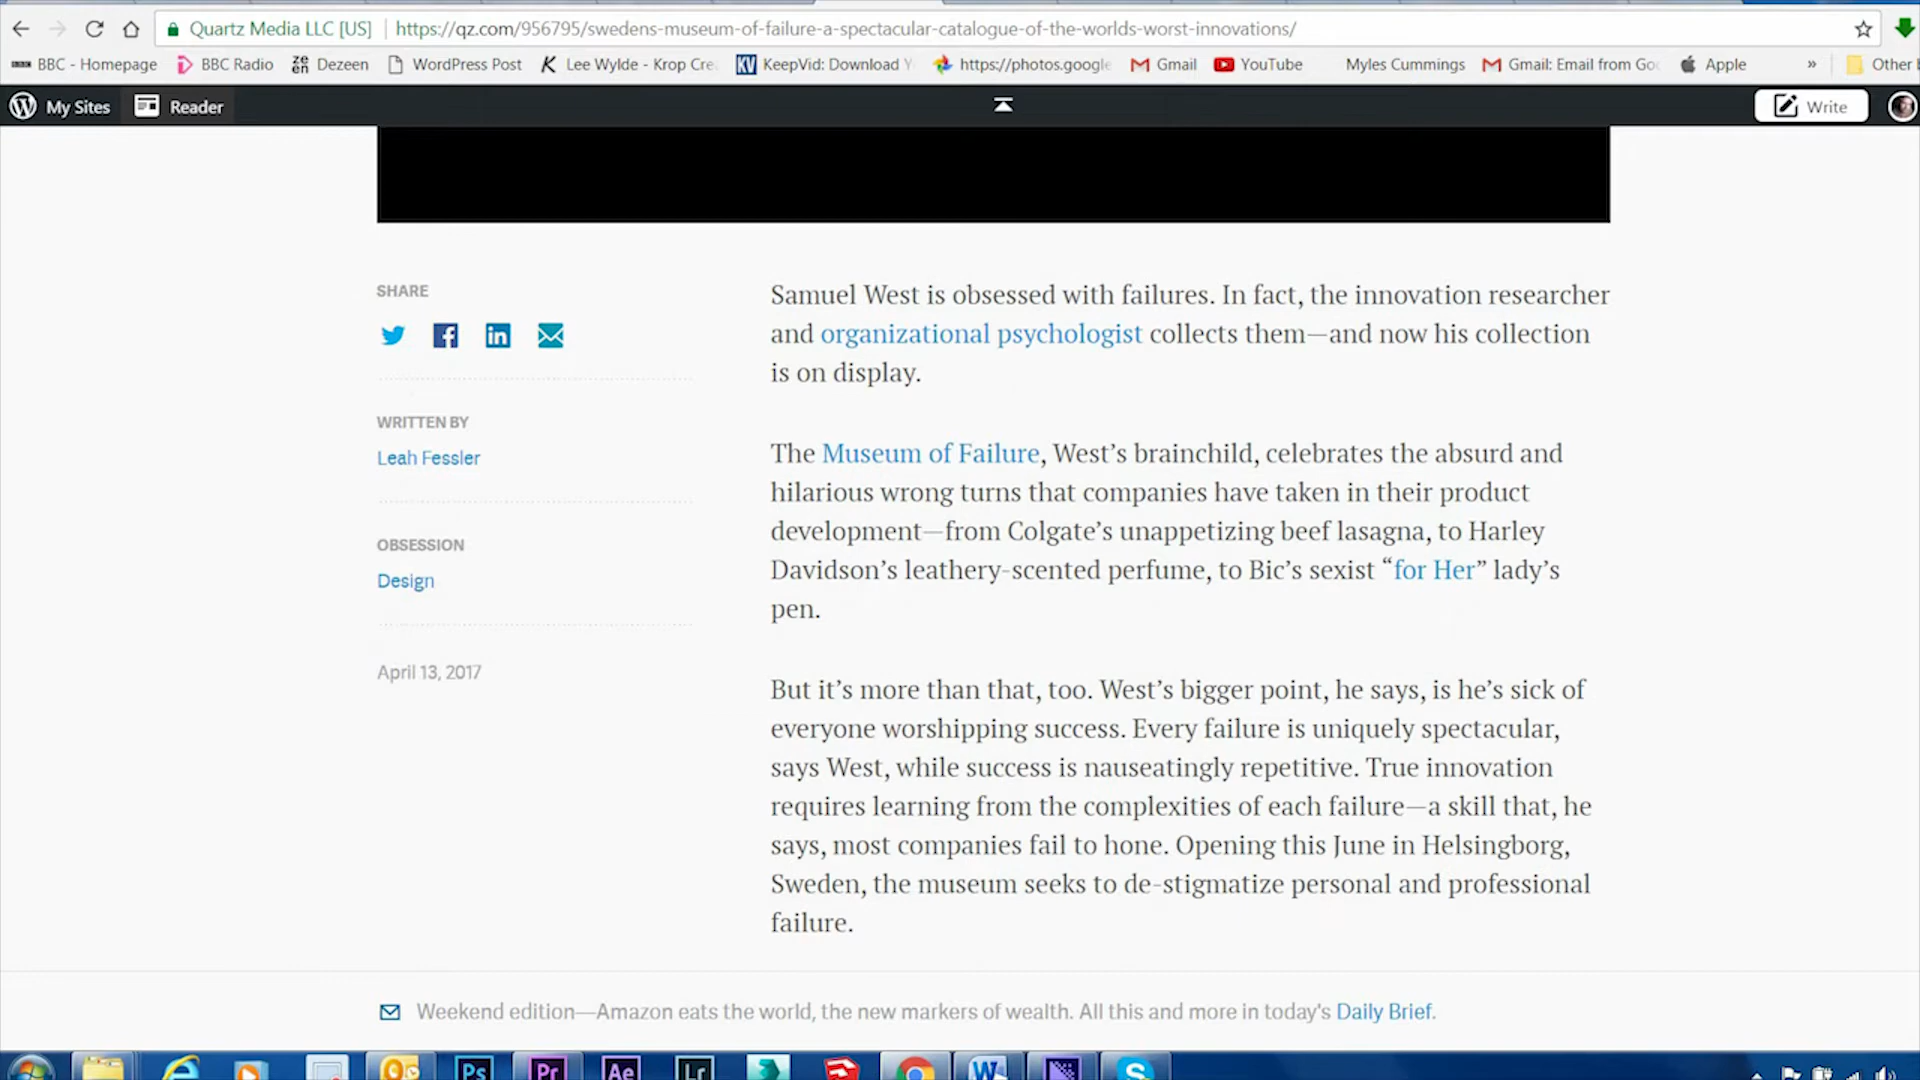 Quartz Media LLC [US]
https://qz.com/956795/swedens-museum-of-failure-a-spectacular-catalogue-of-the-worlds-worst-innovations/
BBC - Homepage
BBC Radio
Dezeen
WordPress Post
Lee Wylde - Krop Cre
KeepVid: Download
https://photos.google
Gmail
YouTube
Myles Cummings
Gmail: Email from Go
Apple
»
Other
My Sites
Reader
Write
SHARE
WRITTEN BY
Leah Fessler
OBSESSION
Design
April 13, 2017
Samuel West is obsessed with failures. In fact, the innovation researcher
and organizational psychologist collects them—and now his collection
is on display.
The Museum of Failure, West’s brainchild, celebrates the absurd and
hilarious wrong turns that companies have taken in their product
development—from Colgate’s unappetizing beef lasagna, to Harley
Davidson’s leathery-scented perfume, to Bic’s sexist “for Her” lady’s
pen.
But it’s more than that, too. West’s bigger point, he says, is he’s sick of
everyone worshipping success. Every failure is uniquely spectacular,
says West, while success is nauseatingly repetitive. True innovation
requires learning from the complexities of each failure—a skill that, he
says, most companies fail to hone. Opening this June in Helsingborg,
Sweden, the museum seeks to de-stigmatize personal and professional
failure.
Weekend edition—Amazon eats the world, the new markers of wealth. All this and more in today's Daily Brief.
Ps
Pr
Ae
Lr